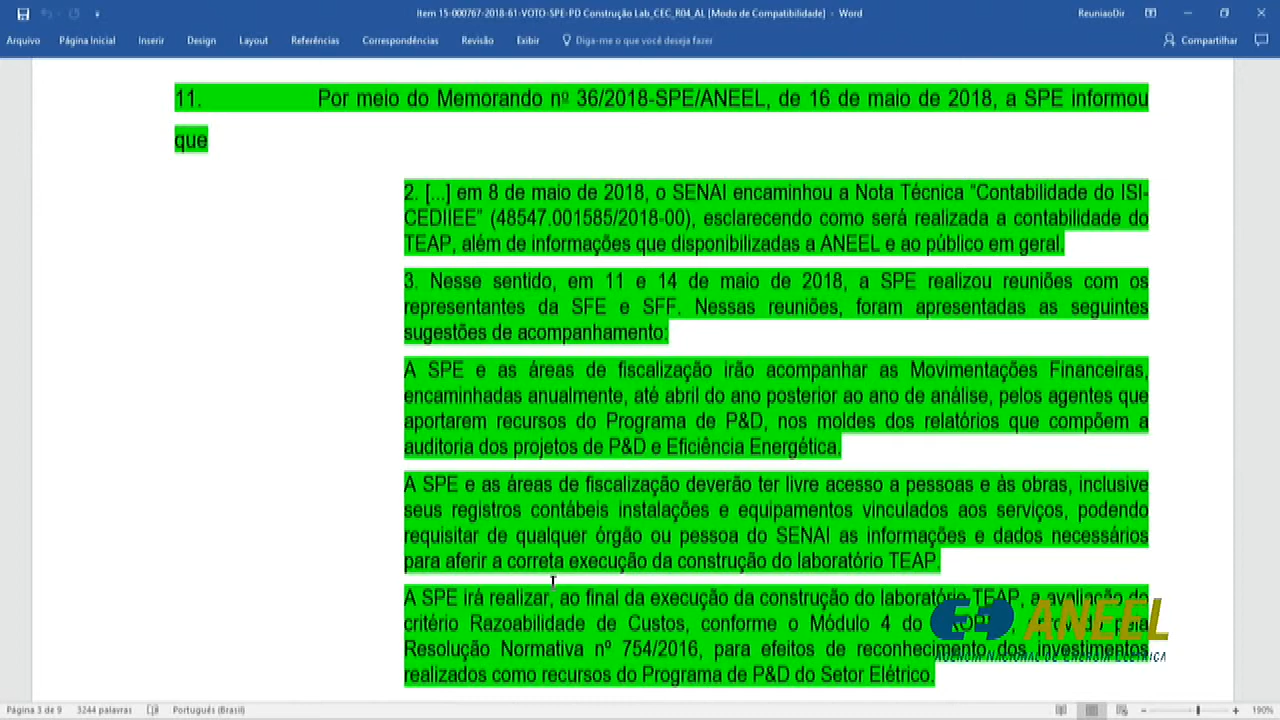 Item 15-000767-2018-61-VOTO-SPE-PD Construção Lab_CEC_R04_AL [Modo de Compatibilidade] - Word
ReuniaoDir
Arquivo Página Inicial Inserir Design Layout Referências Correspondências Revisão Exibir Diga-me o que você deseja fazer Compartilhar
11. Por meio do Memorando nº 36/2018-SPE/ANEEL, de 16 de maio de 2018, a SPE informou
que
2. [...] em 8 de maio de 2018, o SENAI encaminhou a Nota Técnica “Contabilidade do ISI-
CEDIIEE” (48547.001585/2018-00), esclarecendo como será realizada a contabilidade do
TEAP, além de informações que disponibilizadas a ANEEL e ao público em geral.
3. Nesse sentido, em 11 e 14 de maio de 2018, a SPE realizou reuniões com os
representantes da SFE e SFF. Nessas reuniões, foram apresentadas as seguintes
sugestões de acompanhamento:
A SPE e as áreas de fiscalização irão acompanhar as Movimentações Financeiras,
encaminhadas anualmente, até abril do ano posterior ao ano de análise, pelos agentes que
aportarem recursos do Programa de P&D, nos moldes dos relatórios que compõem a
auditoria dos projetos de P&D e Eficiência Energética.
A SPE e as áreas de fiscalização deverão ter livre acesso a pessoas e às obras, inclusive
seus registros contábeis instalações e equipamentos vinculados aos serviços, podendo
requisitar de qualquer órgão ou pessoa do SENAI as informações e dados necessários
para aferir a correta execução da construção do laboratório TEAP.
A SPE irá realizar, ao final da execução da construção do laboratório TEAP, a avaliação do
critério Razoabilidade de Custos, conforme o Módulo 4 do pela
Resolução Normativa nº 754/2016, para efeitos de reconhecimento dos investimentos
realizados como recursos do Programa de P&D do Setor Elétrico.
ANEEL
AGÊNCIA NACIONAL DE ENERGIA ELÉTRICA
Página 3 de 9 3244 palavras Português (Brasil) 190%